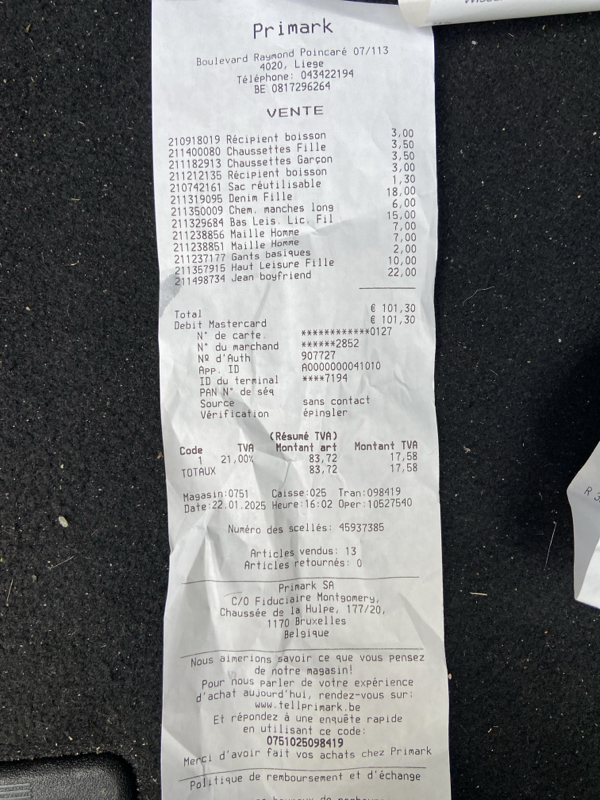 Primark
Boulevard Raymond Poincaré 07/113
4020, Liege
Téléphone: 043422194
BE 0817296264
VENTE
210918019 Récipient boisson 3,00
211400080 Chaussettes Fille 3,50
211182913 Chaussettes Garçon 3,50
211212135 Récipient boisson 3,00
210742161 Sac réutilisable 1,30
211319095 Denim Fille 18,00
211350009 Chem. manches long 6,00
211329684 Bas Leis. Lic. Fil 15,00
211238856 Maille Homme 7,00
211238851 Maille Homme 7,00
211237177 Gants basiques 2,00
211357915 Haut Leisure Fille 10,00
211498734 Jean boyfriend 22,00
Total € 101,30
Debit Mastercard € 101,30
N° de carte. ************0127
N° du marchand ******2852
Nº d'Auth 907727
App. ID A0000000041010
ID du terminal ****7194
PAN N° de séq
Source sans contact
Vérification épingler
(Résumé TVA)
Code TVA Montant art Montant TVA
1 21,00% 83,72 17,58
TOTAUX 83,72 17,58
Magasin:0751 Caisse:025 Tran:098419
Date:22.01.2025 Heure:16:02 Oper:10527540
Numéro des scellés: 45937385
Articles vendus: 13
Articles retournés: 0
Primark SA
C/O Fiduciaire Montgomery,
Chaussée de la Hulpe, 177/20,
1170 Bruxelles
Belgique
Nous aimerions savoir ce que vous pensez
de notre magasin!
Pour nous parler de votre expérience
d'achat aujourd'hui, rendez-vous sur:
www.tellprimark.be
Et répondez à une enquête rapide
en utilisant ce code:
0751025098419
Merci d'avoir fait vos achats chez Primark
Politique de remboursement et d'échange